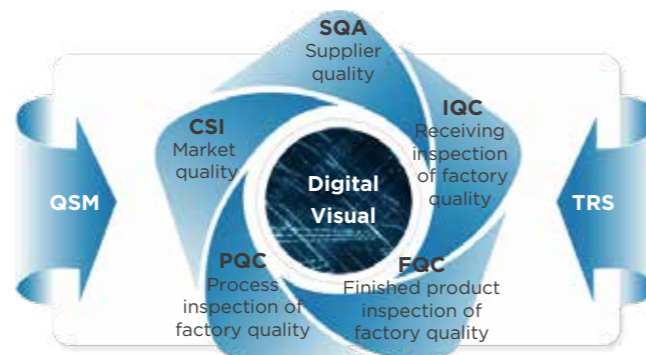 SQA
Supplier
quality
IQC
Receiving
inspection
of factory
quality
CSI
Market
quality
Digital
Visual
QSM
TRS
PQC
Process
inspection of
factory quality
FQC
Finished product
inspection of
factory quality